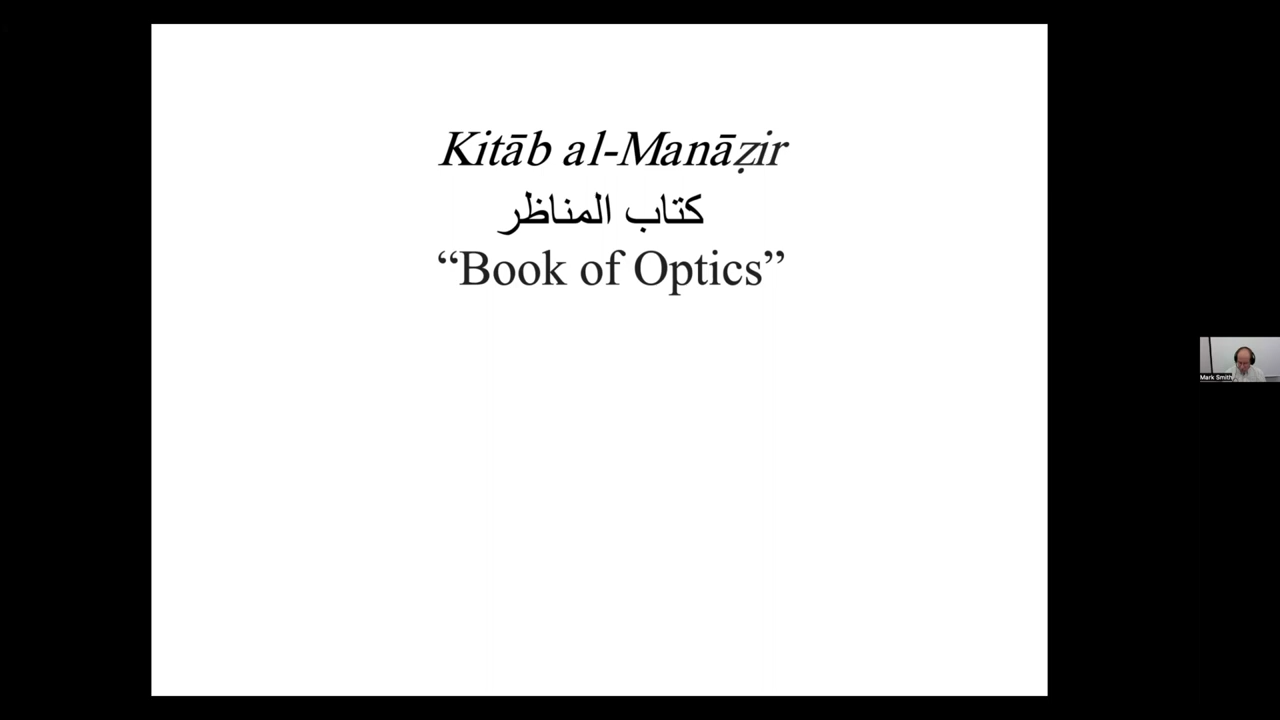 Kitāb al-Manāẓir
كتاب المناظر
“Book of Optics”
Mark Smith